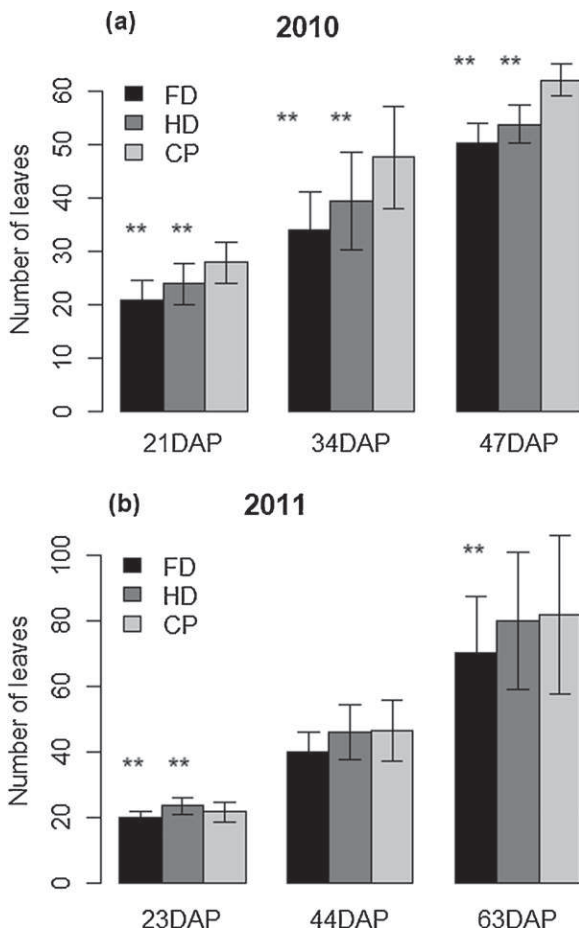 (a) 2010
FD
HD
CP
Number of leaves
0 10 20 30 40 50 60
** ** ** ** ** **
21DAP 34DAP 47DAP
(b) 2011
FD
HD
CP
Number of leaves
0 20 40 60 80 100
** ** **
23DAP 44DAP 63DAP